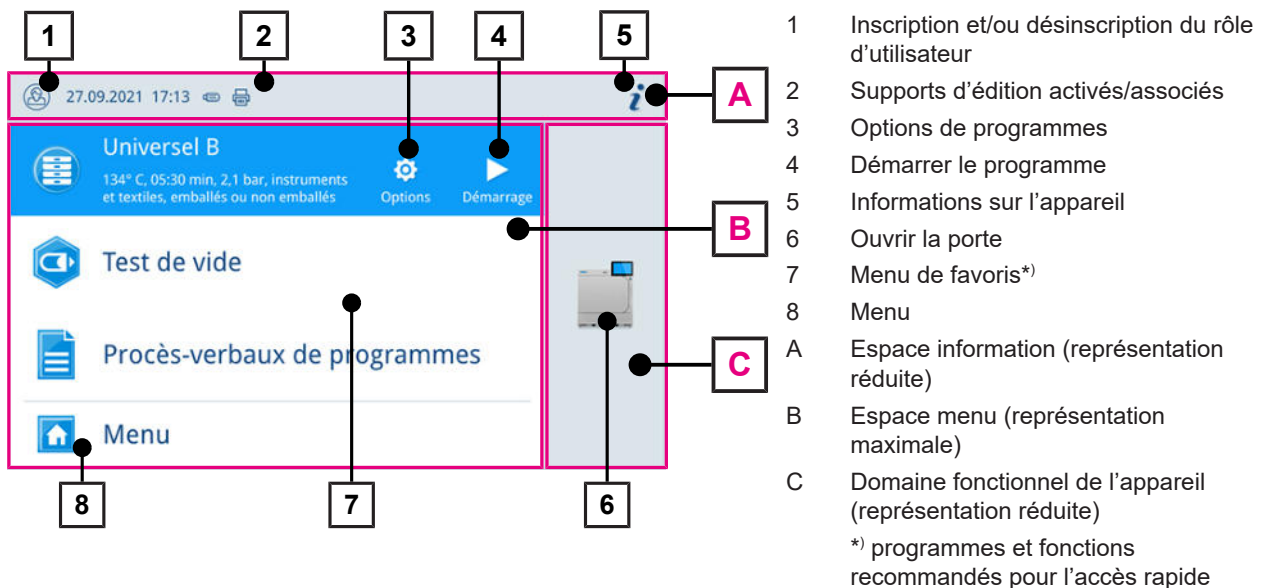 1
2
3
4
5
A
27.09.2021 17:13
i
Universel B
134° C, 05:30 min, 2,1 bar, instruments
et textiles, emballés ou non emballés
Options
Démarrage
B
Test de vide
Procès-verbaux de programmes
C
Menu
8
7
6
1 Inscription et/ou désinscription du rôle
d'utilisateur
2 Supports d'édition activés/associés
3 Options de programmes
4 Démarrer le programme
5 Informations sur l'appareil
6 Ouvrir la porte
7 Menu de favoris*)
8 Menu
A Espace information (représentation
réduite)
B Espace menu (représentation
maximale)
C Domaine fonctionnel de l'appareil
(représentation réduite)
*) programmes et fonctions
recommandés pour l'accès rapide